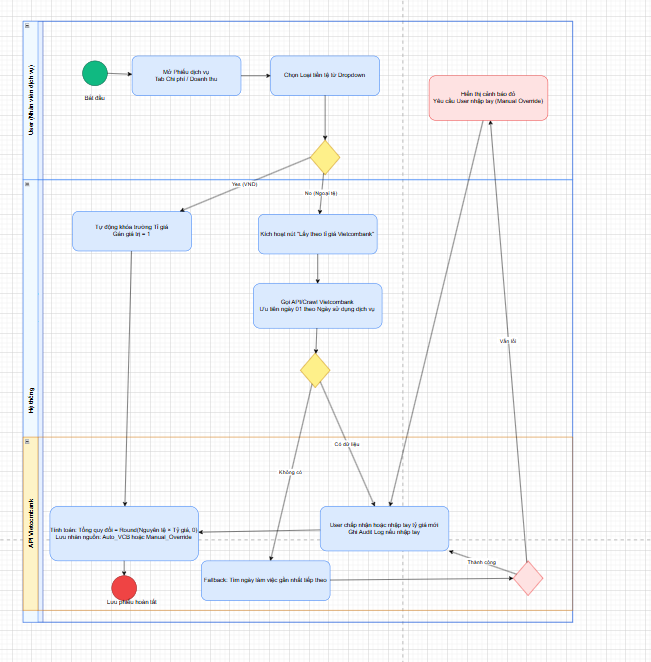 User (Nhân viên dịch vụ)
Bắt đầu
Mở Phiếu dịch vụ
Tab Chi phí / Doanh thu
Chọn Loại tiền tệ từ Dropdown
Hiển thị cảnh báo đỏ
Yêu cầu User nhập tay (Manual Override)
Yes (VND)
No (Ngoại tệ)
Hệ thống
Tự động khóa trường Tỉ giá
Gán giá trị = 1
Kích hoạt nút "Lấy theo tỉ giá Vietcombank"
Gọi API/Crawl Vietcombank
Ưu tiên ngày 01 theo Ngày sử dụng dịch vụ
Vẫn lỗi
Có dữ liệu
Không có
API Vietcombank
Tính toán: Tổng quy đổi = Round(Nguyên tệ × Tỷ giá, 0)
Lưu nhãn nguồn: Auto_VCB hoặc Manual_Override
User chấp nhận hoặc nhập tay tỷ giá mới
Ghi Audit Log nếu nhập tay
Thành công
Fallback: Tìm ngày làm việc gần nhất tiếp theo
Lưu phiếu hoàn tất